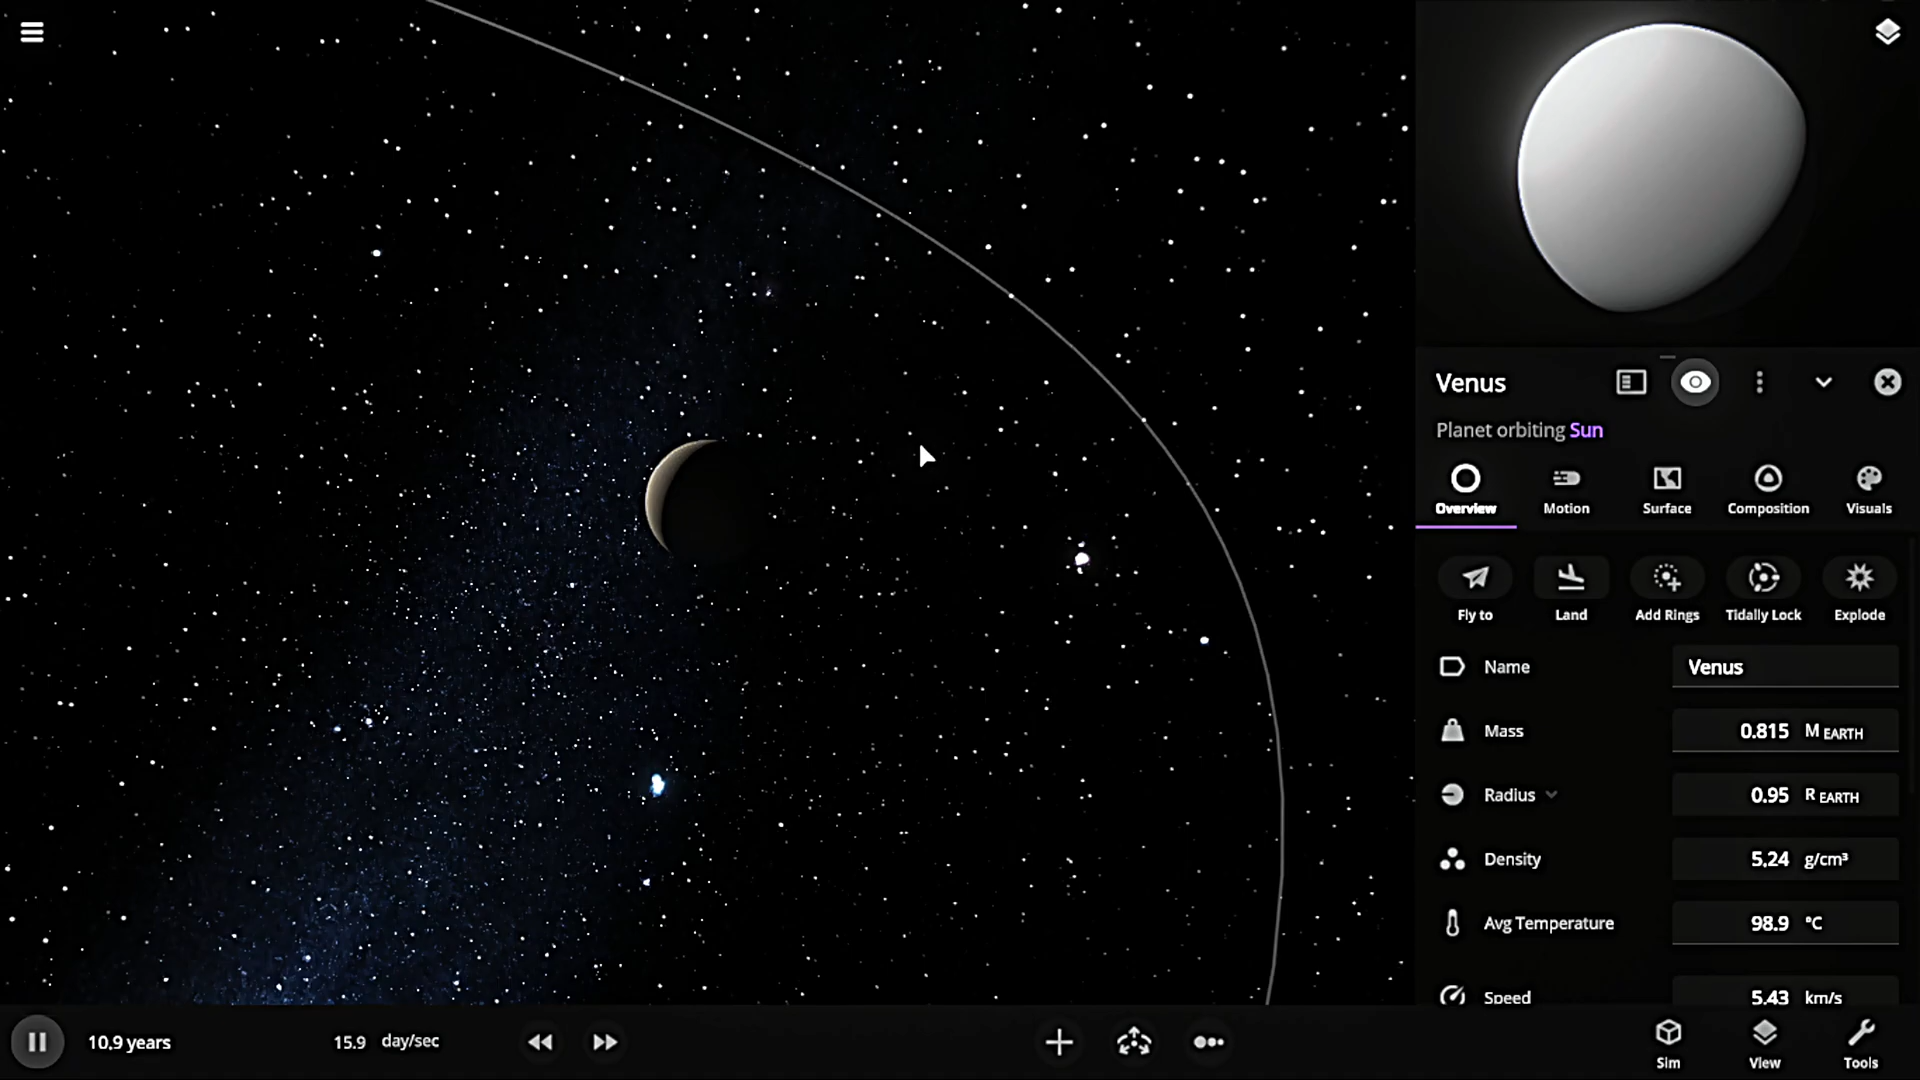 Venus
Planet orbiting Sun
Overview Motion Surface Composition Visuals
Fly to Land Add Rings Tidally Lock Explode
Name Venus
Mass 0.815 M EARTH
Radius 0.95 R EARTH
Density 5.24 g/cm³
Avg Temperature 98.9 °C
Speed 5.43 km/s
10.9 years 15.9 day/sec
Sim View Tools